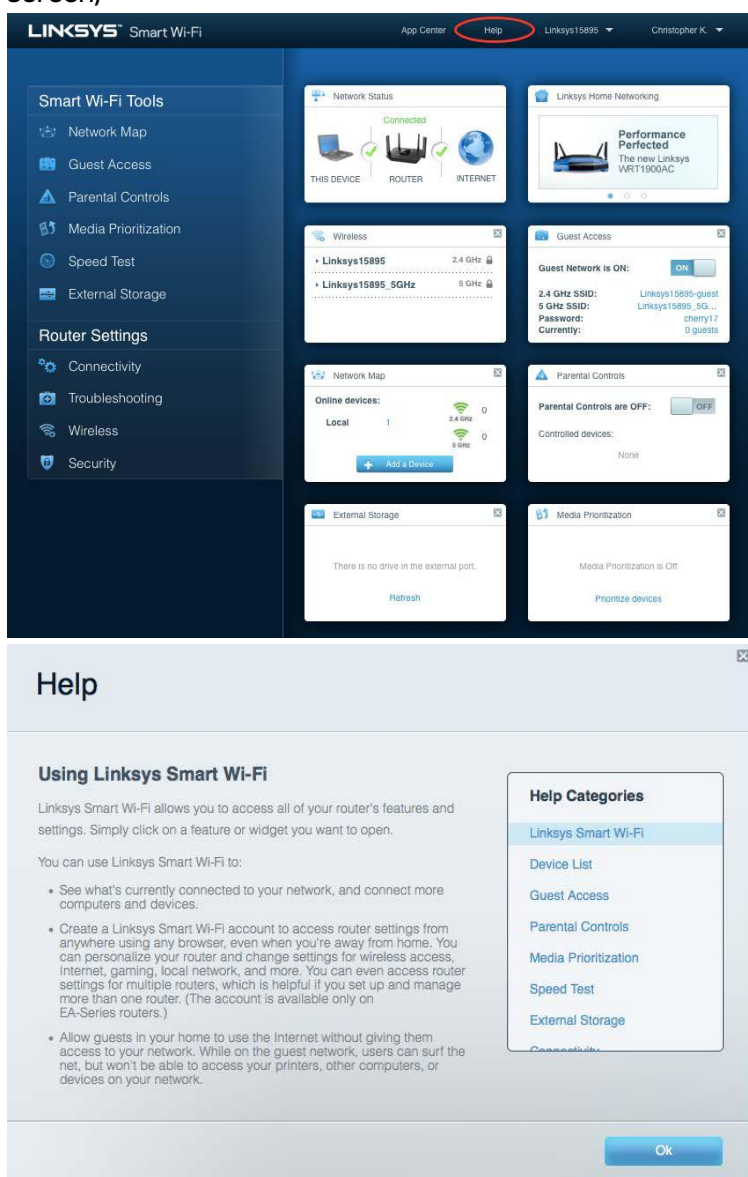 LINKSYS™ Smart Wi-Fi
App Center
Help
Linksys15895
Christopher K.
Smart Wi-Fi Tools
Network Map
Guest Access
Parental Controls
Media Prioritization
Speed Test
External Storage
Router Settings
Connectivity
Troubleshooting
Wireless
Security
Network Status
Connected
THIS DEVICE
ROUTER
INTERNET
Linksys Home Networking
Performance
Perfected
The new Linksys
WRT1900AC
Wireless
Linksys15895 2.4 GHz
Linksys15895_5GHz 5 GHz
Guest Access
Guest Network is ON: ON
2.4 GHz SSID: Linksys15895-guest
5 GHz SSID: Linksys15895_5G...
Password: cherry17
Currently: 0 guests
Network Map
Online devices:
Local 1
0
2.4 GHz
0
5 GHz
Add a Device
Parental Controls
Parental Controls are OFF: OFF
Controlled devices:
None
External Storage
There is no drive in the external port.
Refresh
Media Prioritization
Media Prioritization is Off
Prioritize devices
Help
Using Linksys Smart Wi-Fi
Linksys Smart Wi-Fi allows you to access all of your router's features and
settings. Simply click on a feature or widget you want to open.
You can use Linksys Smart Wi-Fi to:
• See what's currently connected to your network, and connect more
computers and devices.
• Create a Linksys Smart Wi-Fi account to access router settings from
anywhere using any browser, even when you're away from home. You
can personalize your router and change settings for wireless access,
Internet, gaming, local network, and more. You can even access router
settings for multiple routers, which is helpful if you set up and manage
more than one router. (The account is available only on
EA-Series routers.)
• Allow guests in your home to use the Internet without giving them
access to your network. While on the guest network, users can surf the
net, but won't be able to access your printers, other computers, or
devices on your network.
Help Categories
Linksys Smart Wi-Fi
Device List
Guest Access
Parental Controls
Media Prioritization
Speed Test
External Storage
Ok